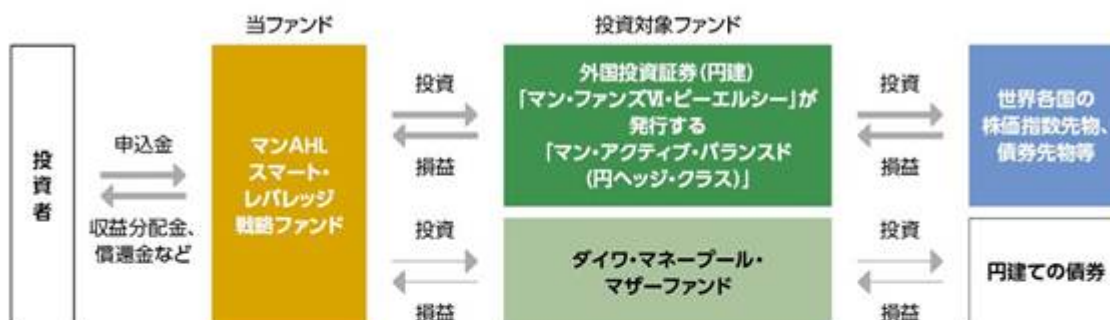 当ファンド
投資対象ファンド
投資者
申込金
収益分配金、
償還金など
マンAHL
スマート・
レバレッジ
戦略ファンド
投資
損益
投資
損益
外国投資証券(円建)
「マン・ファンズⅥ・ピーエルシー」が
発行する
「マン・アクティブ・バランスド
(円ヘッジ・クラス)」
ダイワ・マネープール・
マザーファンド
投資
損益
投資
損益
世界各国の
株価指数先物、
債券先物等
円建ての債券